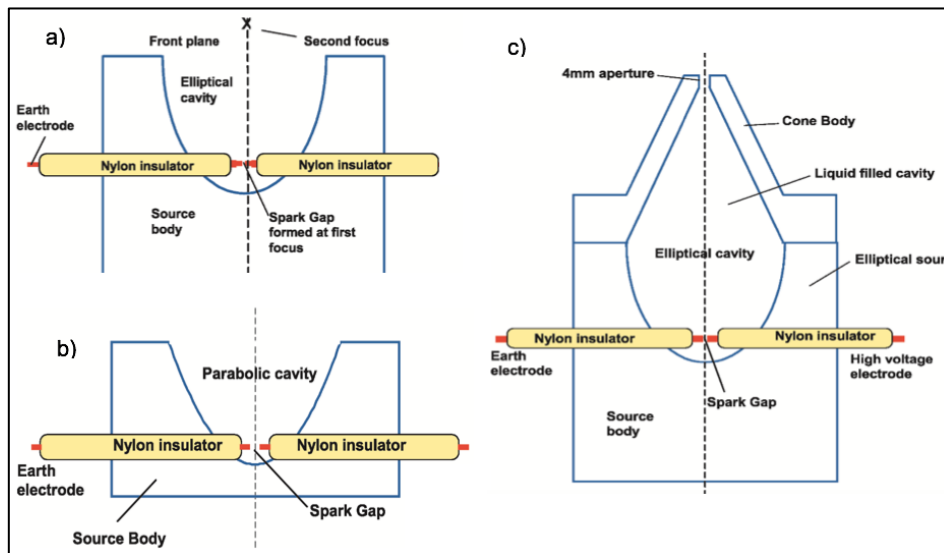 a)
X
Front plane
Second focus
Elliptical
cavity
Earth
electrode
Nylon insulator
Nylon insulator
Source
body
Spark Gap
formed at first
focus
b)
Parabolic cavity
Nylon insulator
Nylon insulator
Earth
electrode
Spark Gap
Source Body
c)
4mm aperture
Cone Body
Liquid filled cavity
Elliptical cavity
Elliptical sour
Nylon insulator
Nylon insulator
Earth
electrode
High voltage
electrode
Spark Gap
Source
body